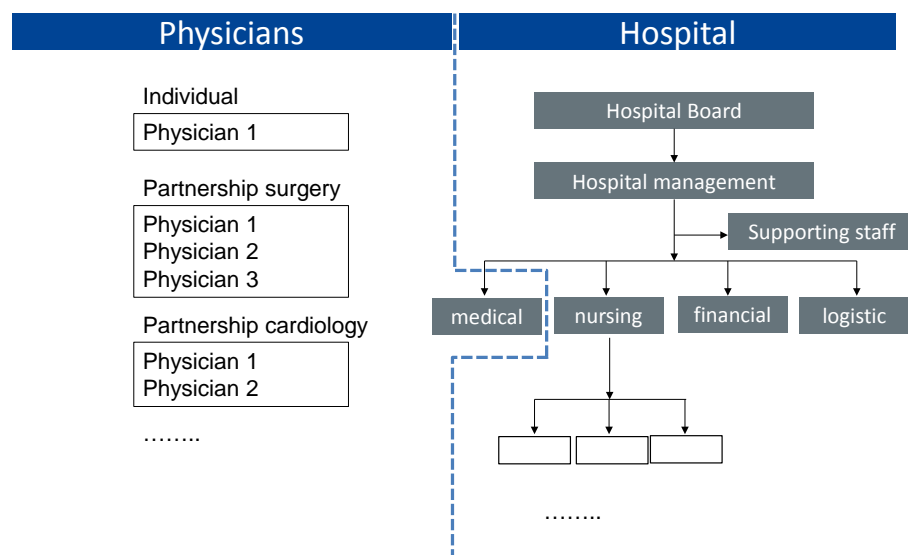 Physicians
Individual
Physician 1
Partnership surgery
Physician 1
Physician 2
Physician 3
Partnership cardiology
Physician 1
Physician 2
……..
Hospital
Hospital Board
Hospital management
Supporting staff
medical
nursing
financial
logistic
……..